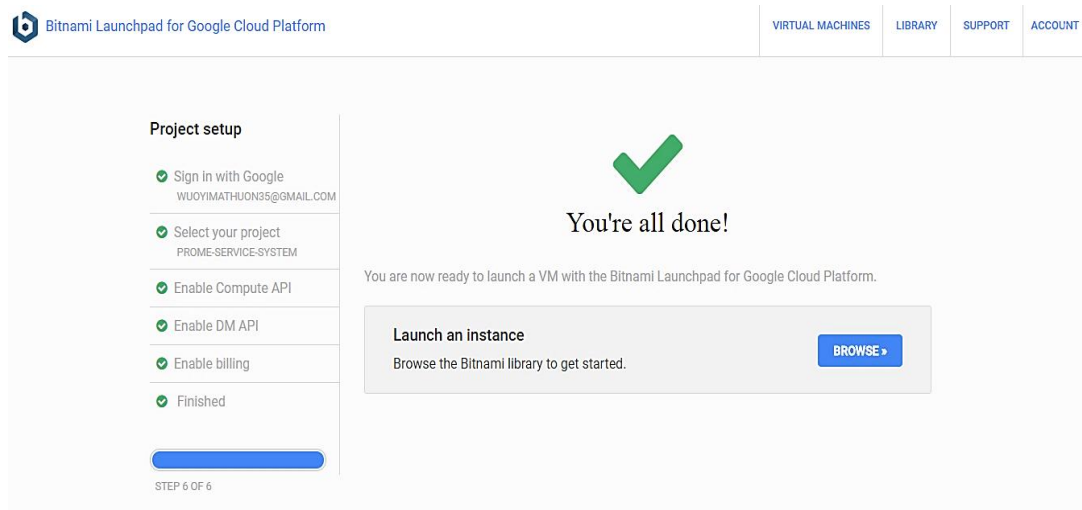 Bitnami Launchpad for Google Cloud Platform
VIRTUAL MACHINES
LIBRARY
SUPPORT
ACCOUNT
Project setup
Sign in with Google
WUOYIMATHUON35@GMAIL.COM
Select your project
PROME-SERVICE-SYSTEM
Enable Compute API
Enable DM API
Enable billing
Finished
STEP 6 OF 6
You're all done!
You are now ready to launch a VM with the Bitnami Launchpad for Google Cloud Platform.
Launch an instance
Browse the Bitnami library to get started.
BROWSE »